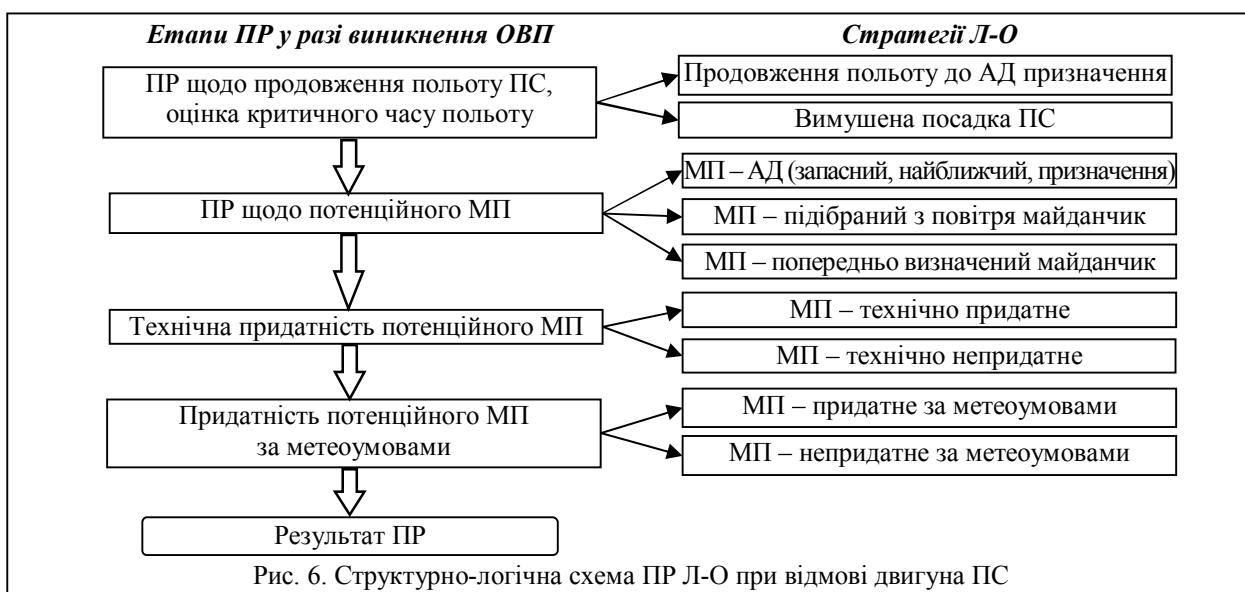 Етапи ПР у разі виникнення ОВП
Стратегії Л-О
ПР щодо продовження польоту ПС,
оцінка критичного часу польоту
Продовження польоту до АД призначення
Вимушена посадка ПС
ПР щодо потенційного МП
МП – АД (запасний, найближчий, призначення)
МП – підібраний з повітря майданчик
МП – попередньо визначений майданчик
Технічна придатність потенційного МП
МП – технічно придатне
МП – технічно непридатне
Придатність потенційного МП
за метеоумовами
МП – придатне за метеоумовами
МП – непридатне за метеоумовами
Результат ПР
Рис. 6. Структурно-логічна схема ПР Л-О при відмові двигуна ПС